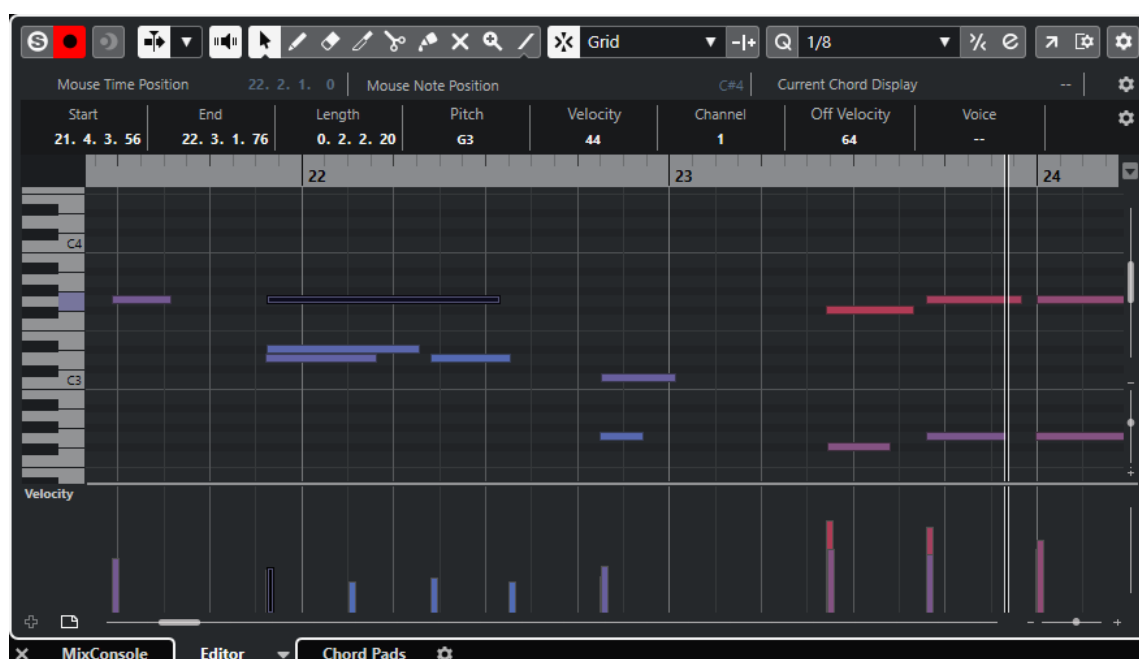 S Grid Q 1/8
Mouse Time Position 22. 2. 1. 0 Mouse Note Position C#4 Current Chord Display --
Start End Length Pitch Velocity Channel Off Velocity Voice
21. 4. 3. 56 22. 3. 1. 76 0. 2. 2. 20 G3 44 1 64 --
22 23 24
C4
C3
Velocity
MixConsole Editor Chord Pads